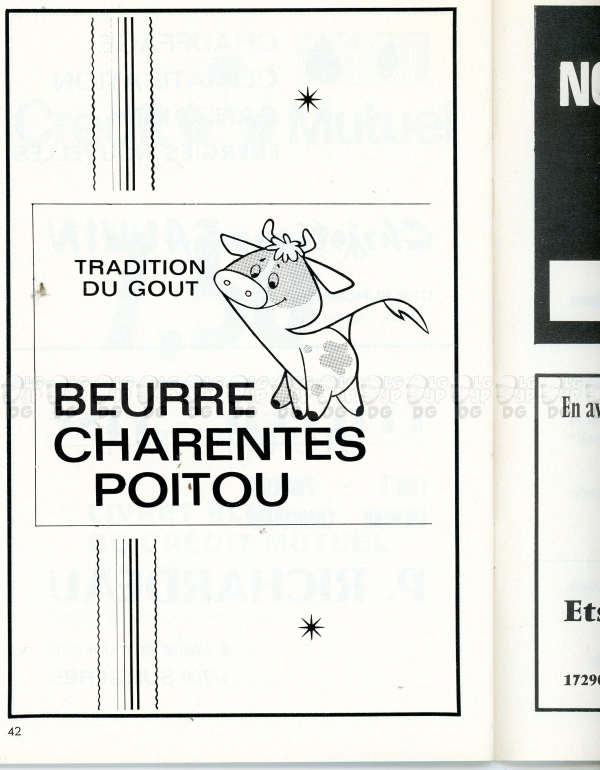 TRADITION
DU GOUT
BEURRE
CHARENTES
POITOU
42
NO
En av
Ets
1729